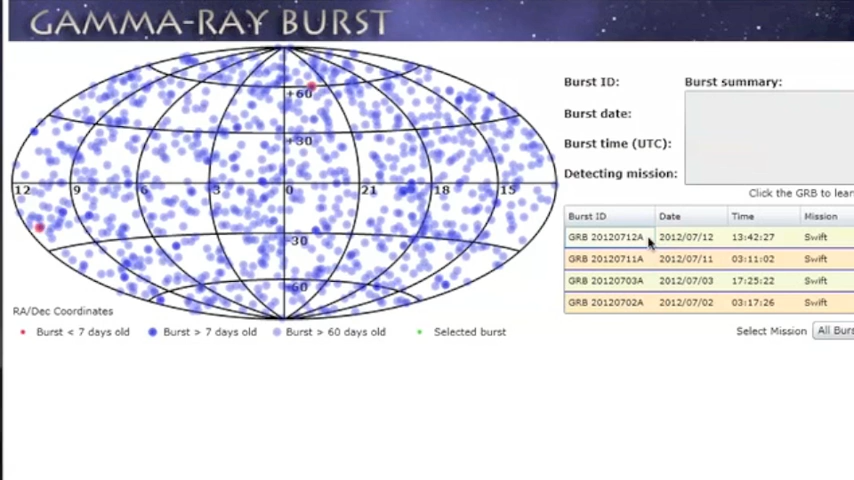 GAMMA-RAY BURST
+60
+30
12 9 6 3 0 21 18 15
-30
-60
RA/Dec Coordinates
Burst < 7 days old Burst > 7 days old Burst > 60 days old Selected burst
Burst ID: Burst summary:
Burst date:
Burst time (UTC):
Detecting mission:
Click the GRB to lear
Burst ID Date Time Mission
GRB 20120712A 2012/07/12 13:42:27 Swift
GRB 20120711A 2012/07/11 03:11:02 Swift
GRB 20120703A 2012/07/03 17:25:22 Swift
GRB 20120702A 2012/07/02 03:17:26 Swift
Select Mission All Burs